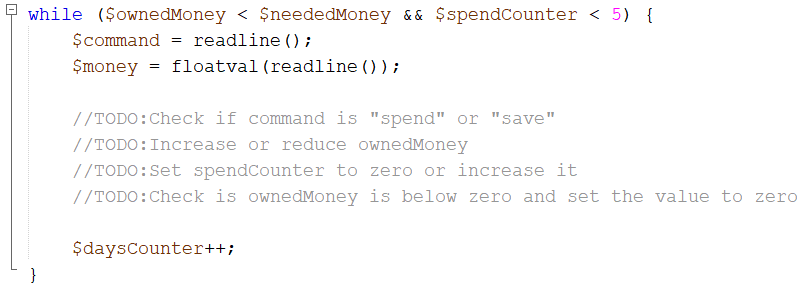 while ($ownedMoney < $neededMoney && $spendCounter < 5) {
    $command = readline();
    $money = floatval(readline());
    //TODO:Check if command is "spend" or "save"
    //TODO:Increase or reduce ownedMoney
    //TODO:Set spendCounter to zero or increase it
    //TODO:Check is ownedMoney is below zero and set the value to zero
    $daysCounter++;
}